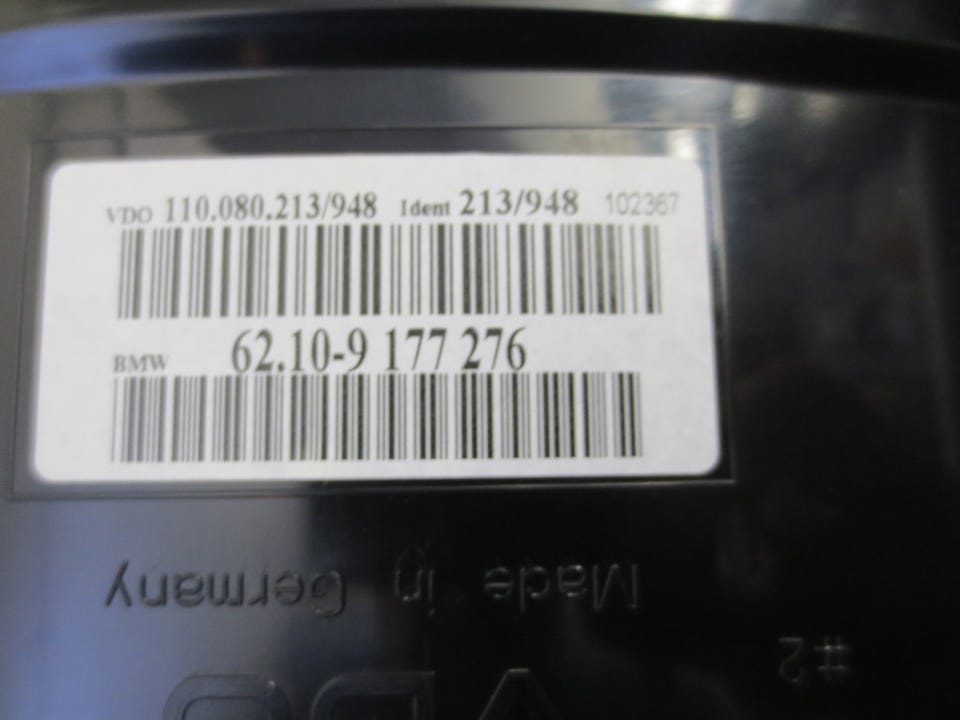 VDO 110.080.213/948 Ident 213/948 102367
BMW 62.10-9 177 276
Made in Germany
#2
VDO